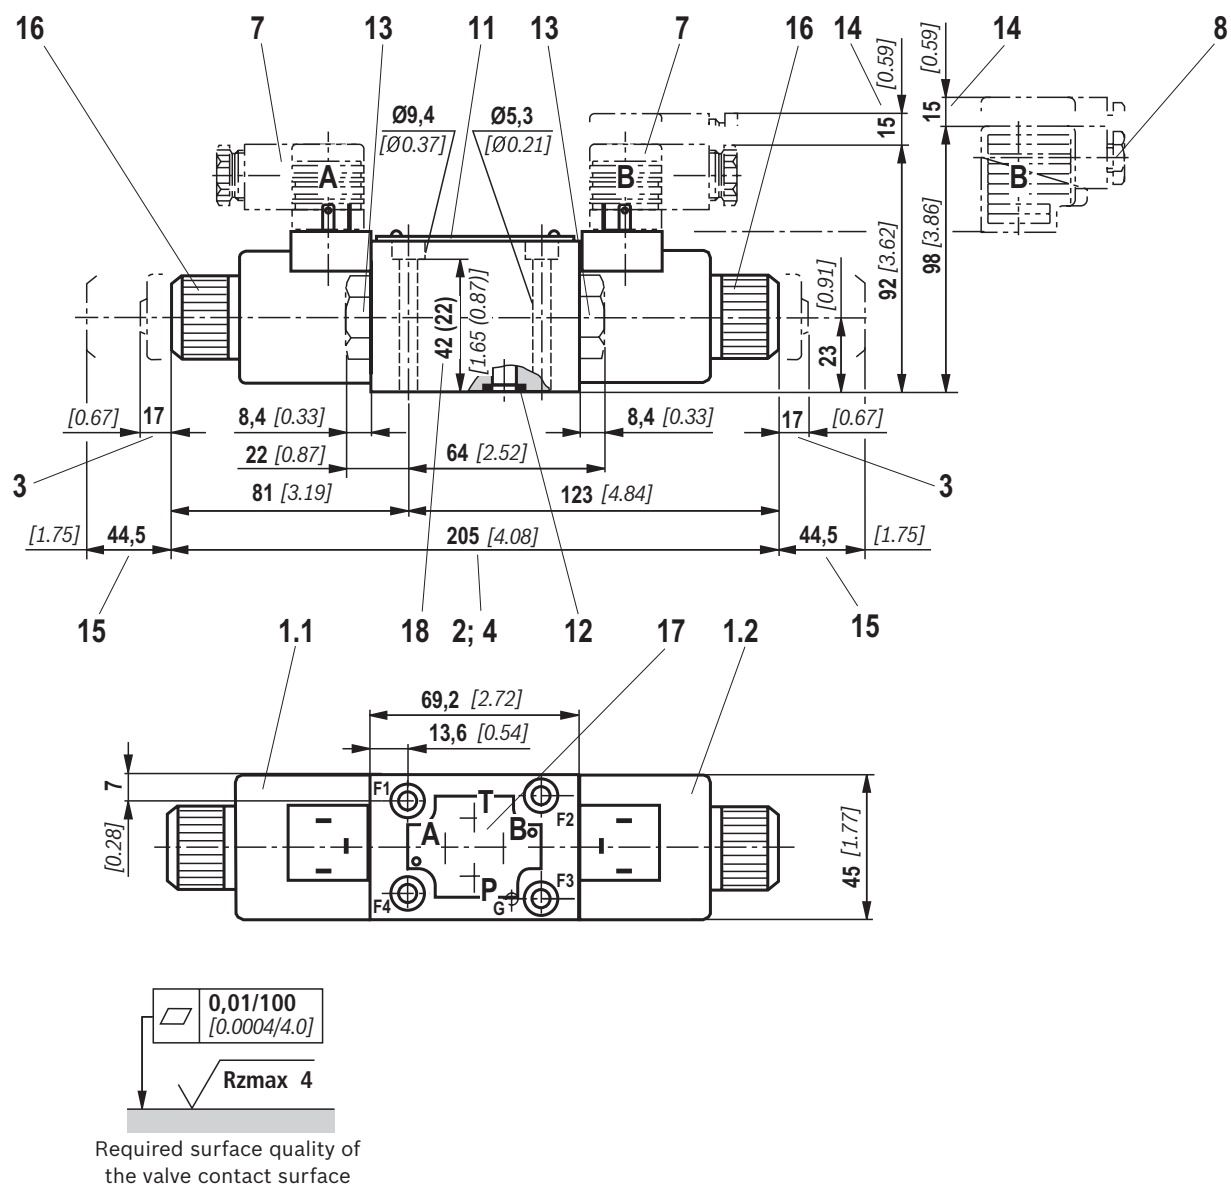 16 7 13 11 13 7 16 14 14 8
[0.59] [0.59]
15 15
Ø9,4 Ø5,3
[Ø0.37] [Ø0.21]
A B B
92 [3.62]
98 [3.86]
42 (22)
[1.65 (0.87)]
[0.91]
23
[0.67] 17 8,4 [0.33] 8,4 [0.33] 17 [0.67]
22 [0.87] 64 [2.52]
3 3
81 [3.19] 123 [4.84]
[1.75] 44,5 205 [4.08] 44,5 [1.75]
15 1.1 18 2; 4 12 17 1.2 15
69,2 [2.72]
13,6 [0.54]
7
[0.28]
F1 T F2
A B
F4 P G F3
45 [1.77]
0,01/100
[0.0004/4.0]
Rzmax 4
Required surface quality of
the valve contact surface